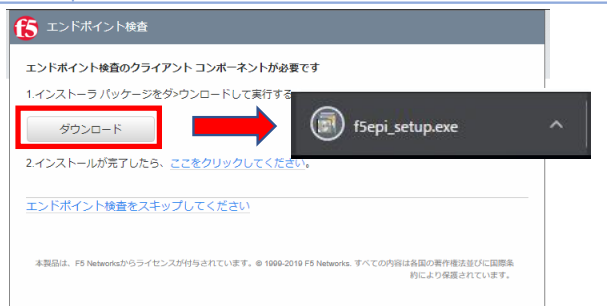 f5 エンドポイント検査
エンドポイント検査のクライアント コンポーネントが必要です
1.インストーラ パッケージをダウンロードして実行する
ダウンロード
f5epi_setup.exe
2.インストールが完了したら、ここをクリックしてください。
エンドポイント検査をスキップしてください
本製品は、F5 Networksからライセンスが付与されています。© 1999-2019 F5 Networks. すべての内容は各国の著作権法並びに国際条
約により保護されています。